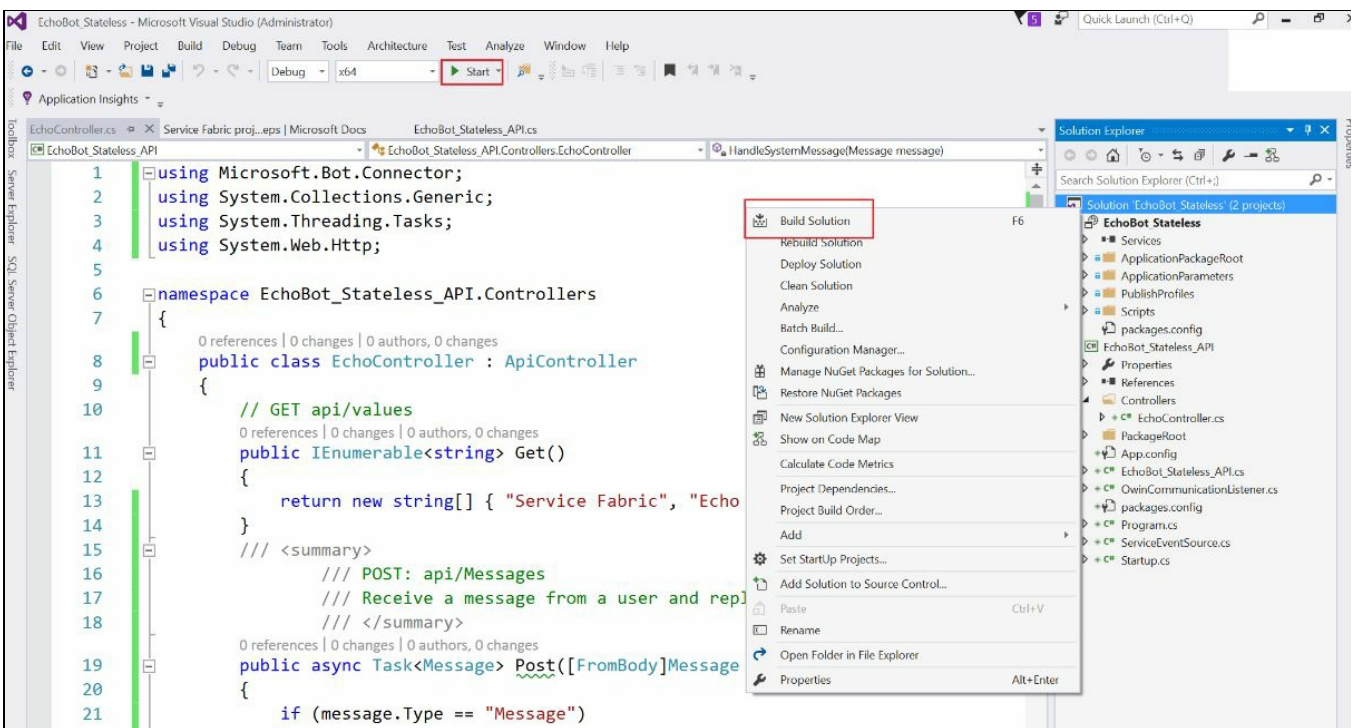 EchoBot_Stateless - Microsoft Visual Studio (Administrator)
5
Quick Launch (Ctrl+Q)
File Edit View Project Build Debug Team Tools Architecture Test Analyze Window Help
Debug x64 Start
Application Insights
Toolbox
Server Explorer
SQL Server Object Explorer
EchoController.cs Service Fabric proj...eps | Microsoft Docs EchoBot_Stateless_API.cs
EchoBot_Stateless_API EchoBot_Stateless_API.Controllers.EchoController HandleSystemMessage(Message message)
1 using Microsoft.Bot.Connector;
2 using System.Collections.Generic;
3 using System.Threading.Tasks;
4 using System.Web.Http;
5
6 namespace EchoBot_Stateless_API.Controllers
7 {
0 references | 0 changes | 0 authors, 0 changes
8 public class EchoController : ApiController
9 {
10 // GET api/values
0 references | 0 changes | 0 authors, 0 changes
11 public IEnumerable<string> Get()
12 {
13 return new string[] { "Service Fabric", "Echo
14 }
15 /// <summary>
16 /// POST: api/Messages
17 /// Receive a message from a user and repl
18 /// </summary>
0 references | 0 changes | 0 authors, 0 changes
19 public async Task<Message> Post([FromBody]Message
20 {
21 if (message.Type == "Message")
Build Solution F6
Rebuild Solution
Deploy Solution
Clean Solution
Analyze
Batch Build...
Configuration Manager...
Manage NuGet Packages for Solution...
Restore NuGet Packages
New Solution Explorer View
Show on Code Map
Calculate Code Metrics
Project Dependencies...
Project Build Order...
Add
Set StartUp Projects...
Add Solution to Source Control...
Paste Ctrl+V
Rename
Open Folder in File Explorer
Properties Alt+Enter
Solution Explorer
Search Solution Explorer (Ctrl+;)
Solution 'EchoBot_Stateless' (2 projects)
EchoBot_Stateless
Services
ApplicationPackageRoot
ApplicationParameters
PublishProfiles
Scripts
packages.config
C# EchoBot_Stateless_API
Properties
References
Controllers
C# EchoController.cs
PackageRoot
App.config
C# EchoBot_Stateless_API.cs
C# OwinCommunicationListener.cs
packages.config
C# Program.cs
C# ServiceEventSource.cs
C# Startup.cs
Properties